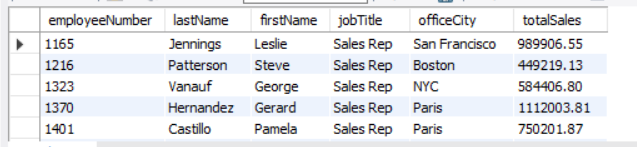 employeeNumber lastName firstName jobTitle officeCity totalSales
1165 Jennings Leslie Sales Rep San Francisco 989906.55
1216 Patterson Steve Sales Rep Boston 449219.13
1323 Vanauf George Sales Rep NYC 584406.80
1370 Hernandez Gerard Sales Rep Paris 1112003.81
1401 Castillo Pamela Sales Rep Paris 750201.87